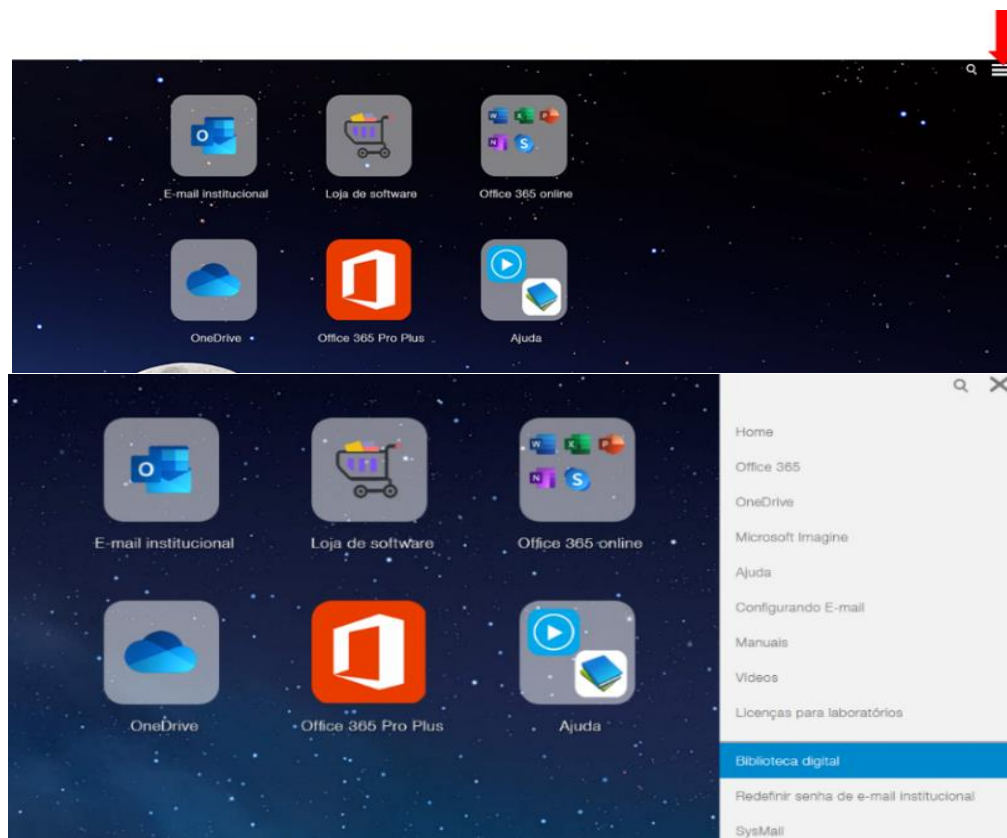 E-mail institucional
Loja de software
Office 365 online
OneDrive
Office 365 Pro Plus
Ajuda
E-mail institucional
Loja de software
Office 365 online
OneDrive
Office 365 Pro Plus
Ajuda
Home
Office 365
OneDrive
Microsoft Imagine
Ajuda
Configurando E-mail
Manuais
Vídeos
Licenças para laboratórios
Biblioteca digital
Redefinir senha de e-mail institucional
SysMail